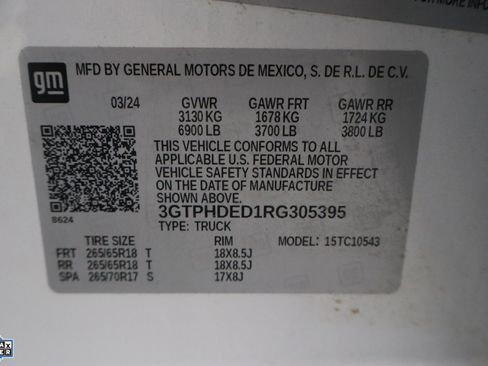 FOR MORE INFOR
gm
MFD BY GENERAL MOTORS DE MEXICO, S. DE R.L. DE C.V.
03/24 GVWR GAWR FRT GAWR RR
3130 KG 1678 KG 1724 KG
6900 LB 3700 LB 3800 LB
THIS VEHICLE CONFORMS TO ALL
APPLICABLE U.S. FEDERAL MOTOR
VEHICLE SAFETY STANDARDS IN EFFECT
ON THE DATE OF MANUFACTURE
SHOWN ABOVE.
8624
3GTPHDED1RG305395
TYPE: TRUCK
TIRE SIZE RIM MODEL: 15TC10543
FRT 265/65R18 T 18X8.5J
RR 265/65R18 T 18X8.5J
SPA 265/70R17 S 17X8J